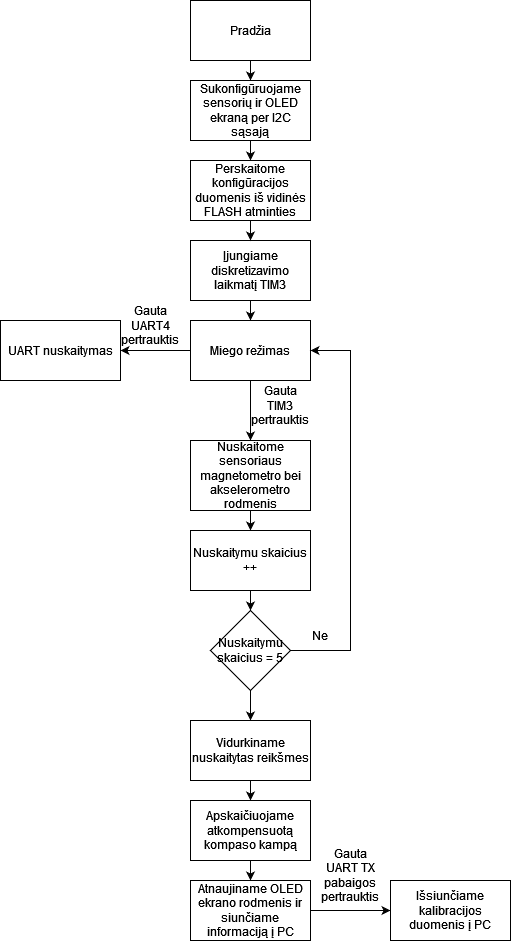 Pradžia
Sukonfigūruojame
sensorių ir OLED
ekraną per I2C
sąsają
Perskaitome
konfigūracijos
duomenis iš vidinės
FLASH atminties
Įjungiame
diskretizavimo
laikmatį TIM3
Gauta
UART4
pertrauktis
UART nuskaitymas
Miego režimas
Gauta
TIM3
pertrauktis
Nuskaitome
sensoriaus
magnetometro bei
akselerometro
rodmenis
Nuskaitymu skaicius
++
Nuskaitymu
skaicius = 5
Ne
Vidurkiname
nuskaitytas reikšmes
Apskaičiuojame
atkompensuotą
kompaso kampą
Atnaujiname OLED
ekrano rodmenis ir
siunčiame
informaciją į PC
Gauta
UART TX
pabaigos
pertrauktis
Išsiunčiame
kalibracijos
duomenis į PC